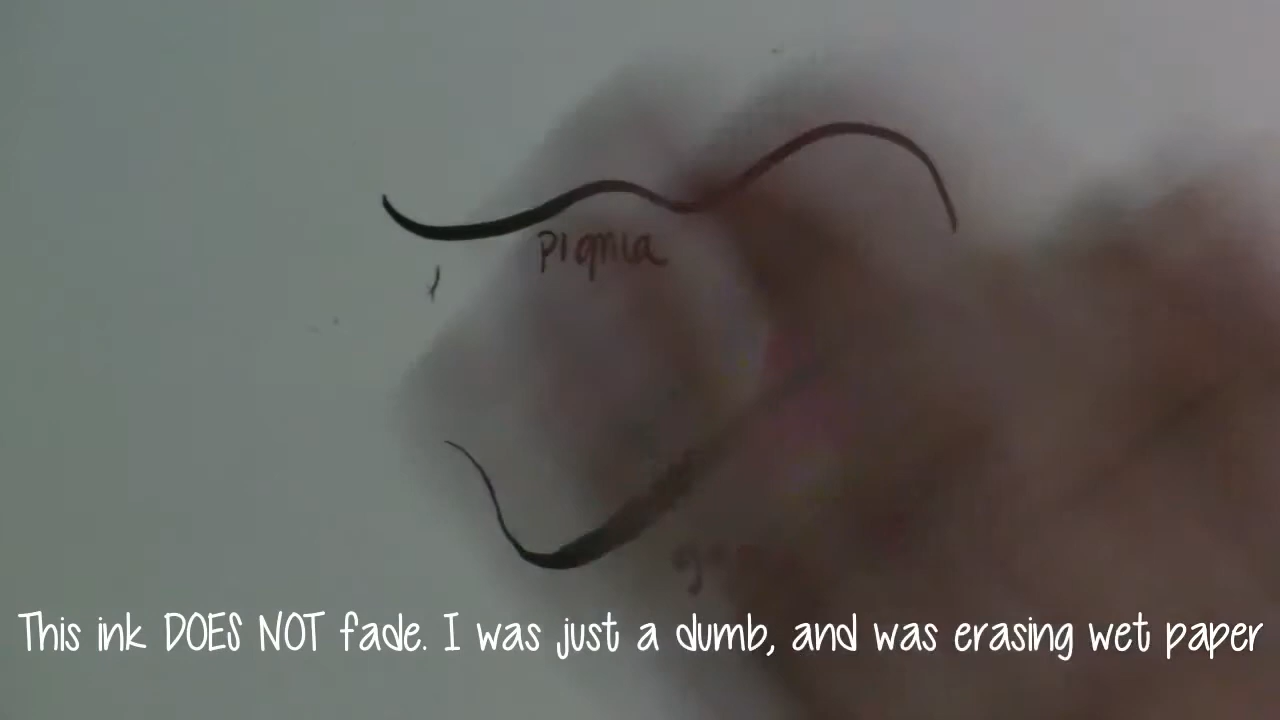 pigma
This ink DOES NOT fade. I was just a dumb, and was erasing wet paper